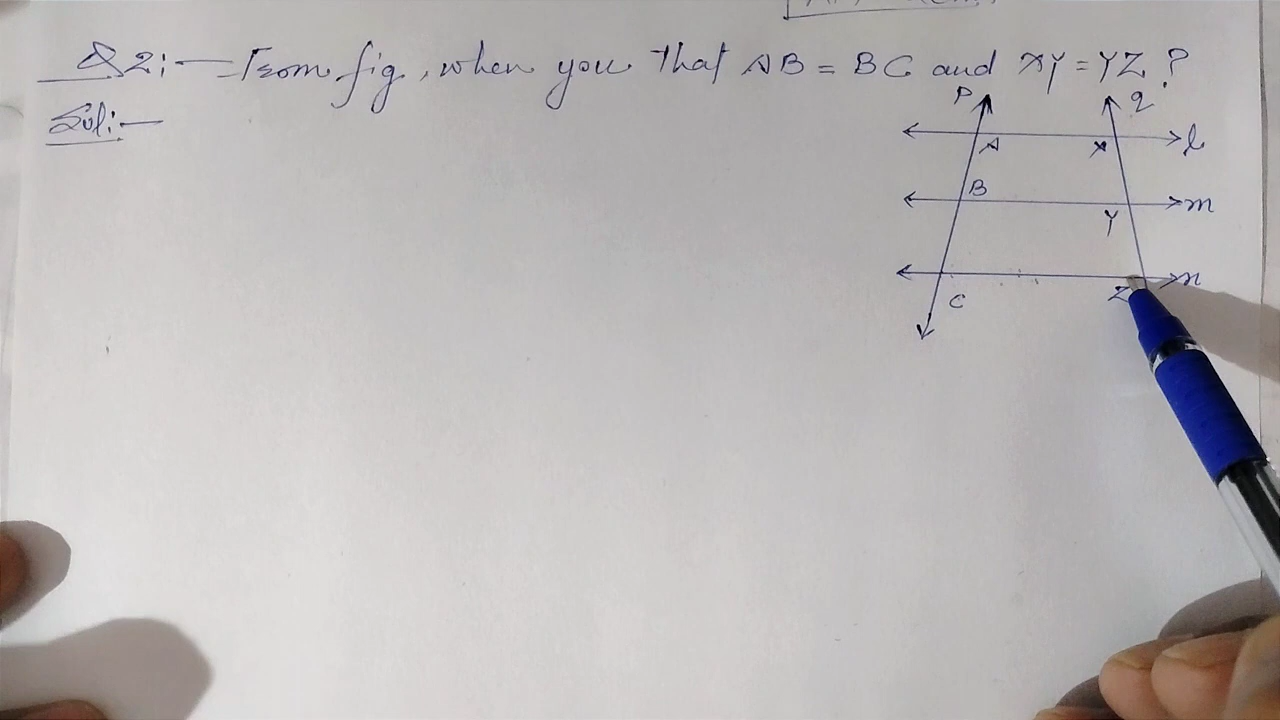 Q2:— From fig, when you that AB = BC and XY = YZ ?
Sol:—
P q
A X l
B
Y m
C Z n